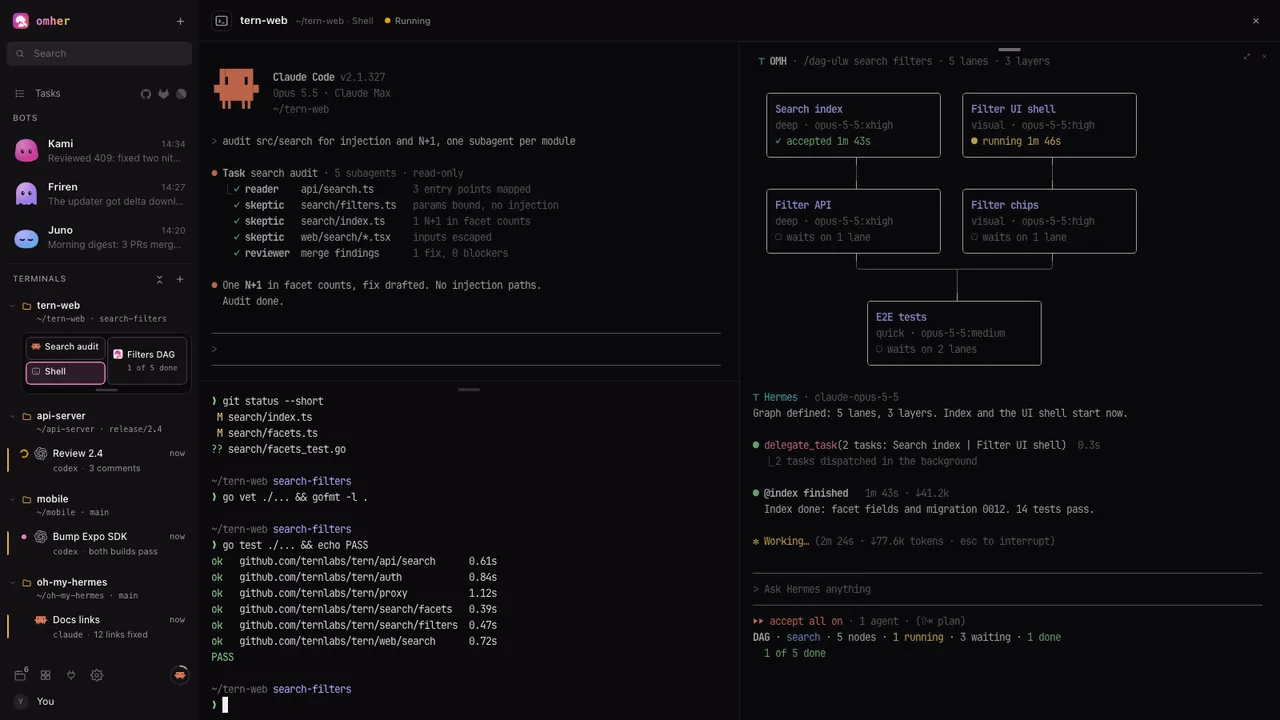 omher
Search
Tasks
BOTS
Kami 14:34
Reviewed 409: fixed two nit...
Friren 14:27
The updater got delta downl...
Juno 14:20
Morning digest: 3 PRs merg...
TERMINALS
tern-web
~/tern-web · search-filters
Search audit
Shell
Filters DAG
1 of 5 done
api-server
~/api-server · release/2.4
Review 2.4 now
codex · 3 comments
mobile
~/mobile · main
Bump Expo SDK now
codex · both builds pass
oh-my-hermes
~/oh-my-hermes · main
Docs links now
claude · 12 links fixed
6
Y You
tern-web ~/tern-web · Shell Running
Claude Code v2.1.327
Opus 5.5 · Claude Max
~/tern-web
> audit src/search for injection and N+1, one subagent per module
Task search audit · 5 subagents · read-only
✓ reader api/search.ts 3 entry points mapped
✓ skeptic search/filters.ts params bound, no injection
✓ skeptic search/index.ts 1 N+1 in facet counts
✓ skeptic web/search/*.tsx inputs escaped
✓ reviewer merge findings 1 fix, 0 blockers
One N+1 in facet counts, fix drafted. No injection paths.
Audit done.
>
❯ git status --short
M search/index.ts
M search/facets.ts
?? search/facets_test.go
~/tern-web search-filters
❯ go vet ./... && gofmt -l .
~/tern-web search-filters
❯ go test ./... && echo PASS
ok github.com/ternlabs/tern/api/search 0.61s
ok github.com/ternlabs/tern/auth 0.84s
ok github.com/ternlabs/tern/proxy 1.12s
ok github.com/ternlabs/tern/search/facets 0.39s
ok github.com/ternlabs/tern/search/filters 0.47s
ok github.com/ternlabs/tern/web/search 0.72s
PASS
~/tern-web search-filters
❯
OMH · /dag-ulw search filters · 5 lanes · 3 layers
Search index
deep · opus-5-5:xhigh
✓ accepted 1m 43s
Filter UI shell
visual · opus-5-5:high
running 1m 46s
Filter API
deep · opus-5-5:xhigh
waits on 1 lane
Filter chips
visual · opus-5-5:high
waits on 1 lane
E2E tests
quick · opus-5-5:medium
waits on 2 lanes
Hermes · claude-opus-5-5
Graph defined: 5 lanes, 3 layers. Index and the UI shell start now.
delegate_task(2 tasks: Search index | Filter UI shell) 0.3s
2 tasks dispatched in the background
@index finished 1m 43s · ↓41.2k
Index done: facet fields and migration 0012. 14 tests pass.
Working… (2m 24s · ↓77.6k tokens · esc to interrupt)
> Ask Hermes anything
accept all on · 1 agent · (⇧⇥ plan)
DAG · search · 5 nodes · 1 running · 3 waiting · 1 done
1 of 5 done